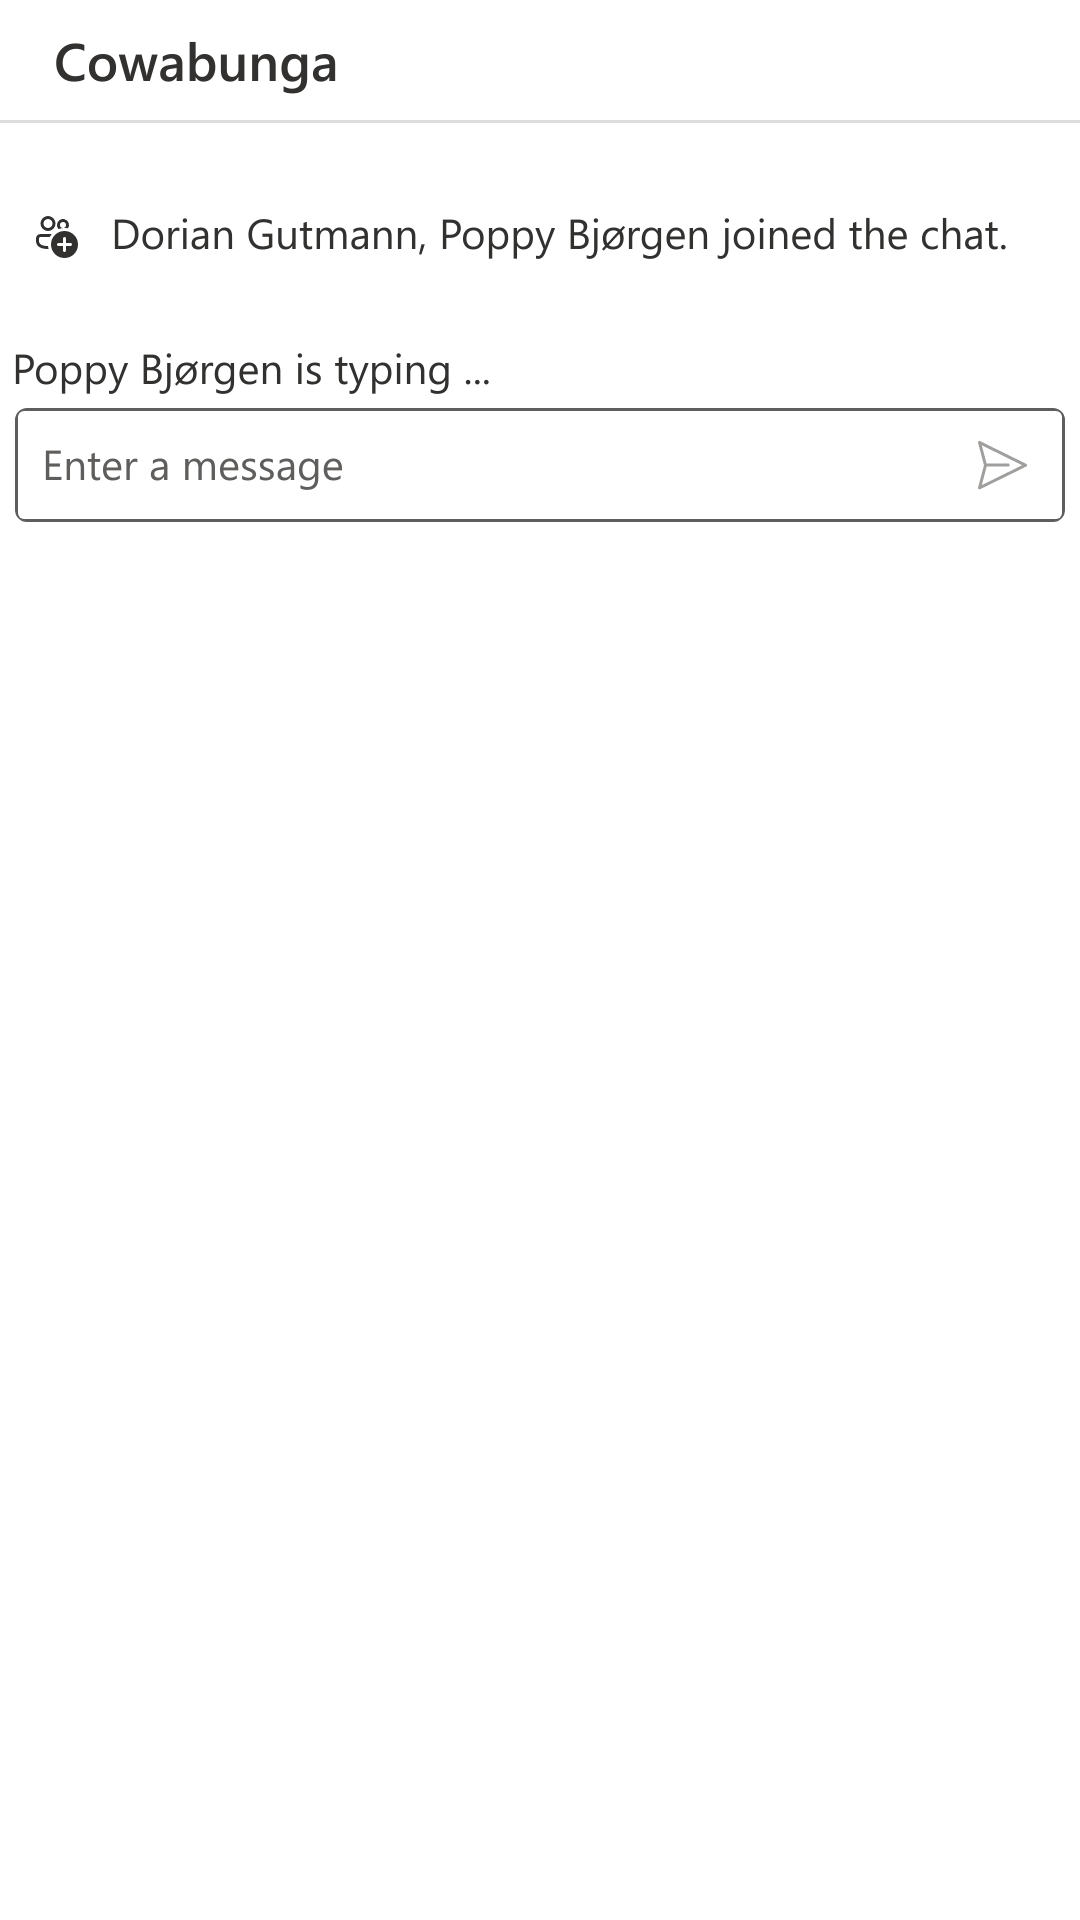 Cowabunga
Dorian Gutmann, Poppy Bjørgen joined the chat.
Poppy Bjørgen is typing ...
Enter a message